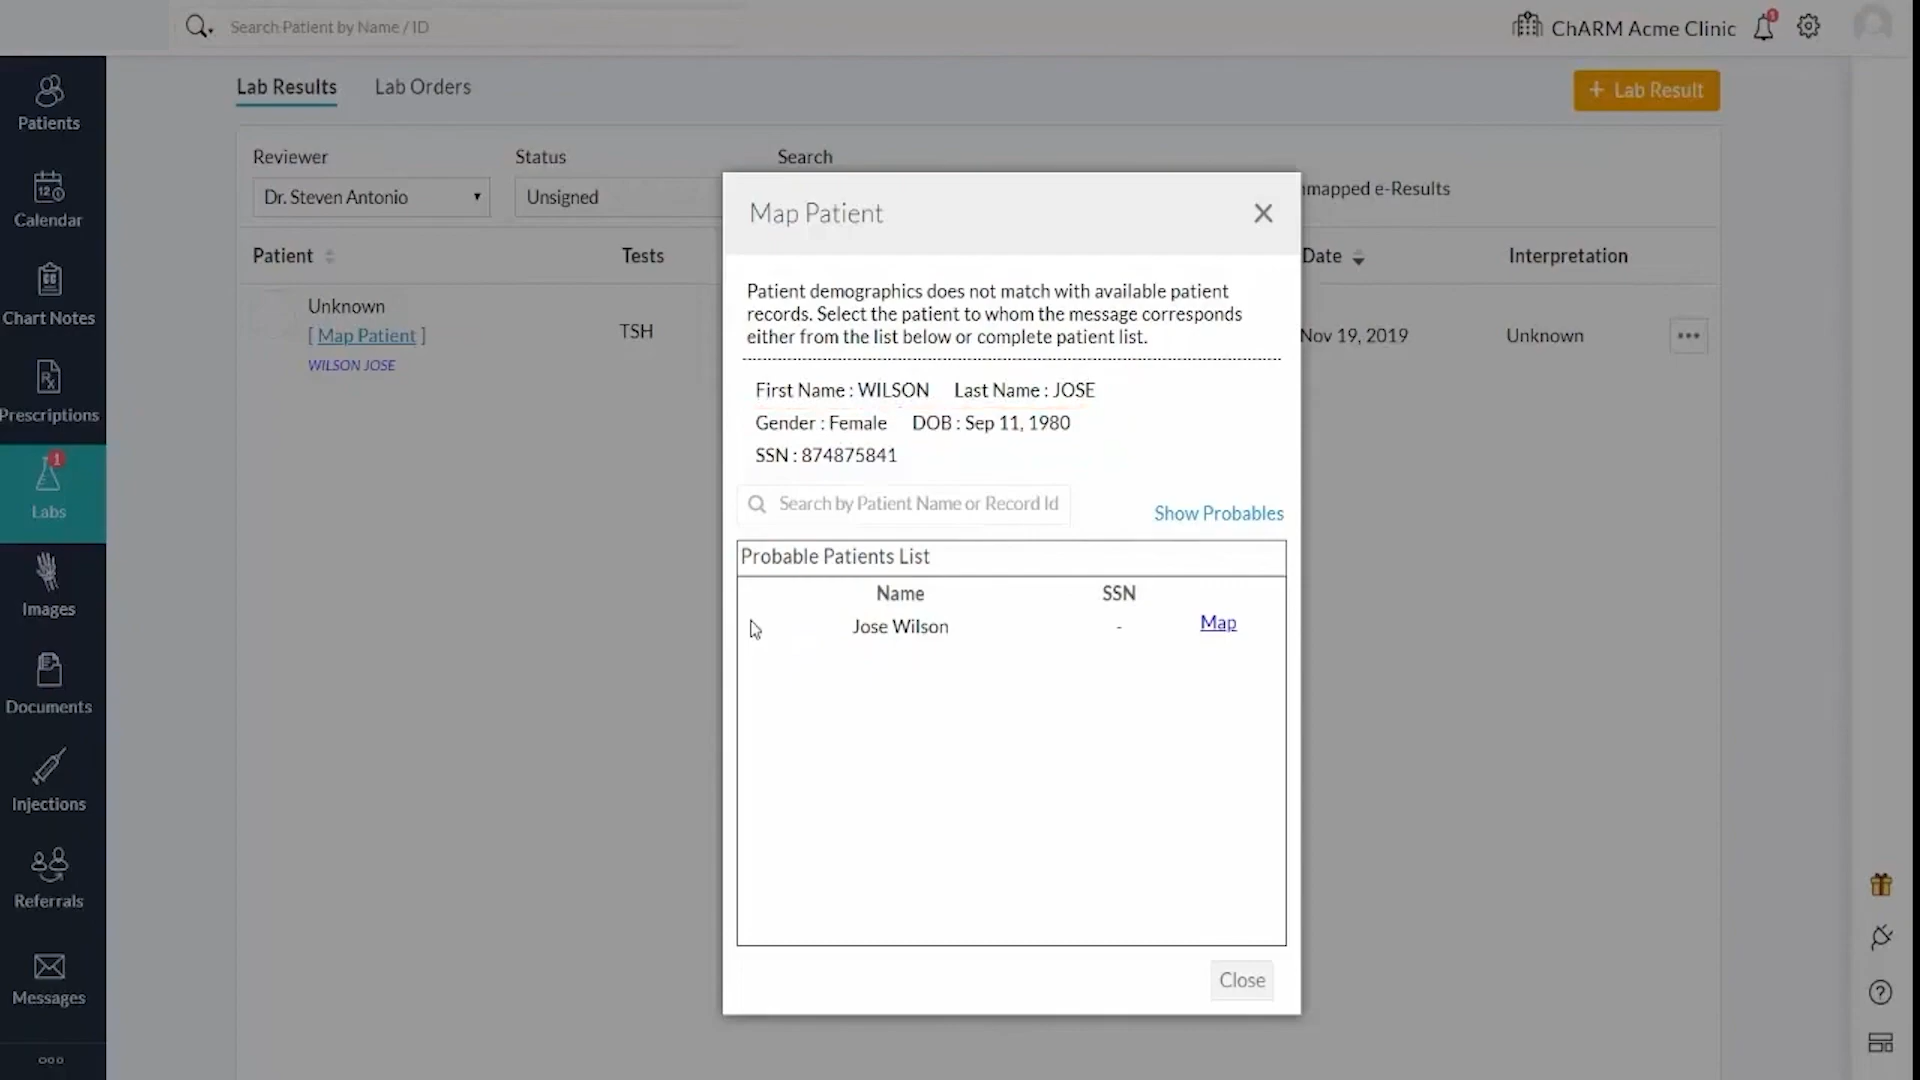 Search Patient by Name / ID
ChARM Acme Clinic
1
Patients
Calendar
Chart Notes
Prescriptions
1
Labs
Images
Documents
Injections
Referrals
Messages
Lab Results Lab Orders
+ Lab Result
Reviewer Status Search
Dr. Steven Antonio Unsigned nmapped e-Results
Patient Tests Date Interpretation
Unknown
[ Map Patient ] TSH Nov 19, 2019 Unknown
WILSON JOSE
Map Patient
Patient demographics does not match with available patient
records. Select the patient to whom the message corresponds
either from the list below or complete patient list.
First Name : WILSON Last Name : JOSE
Gender : Female DOB : Sep 11, 1980
SSN : 874875841
Search by Patient Name or Record Id
Show Probables
Probable Patients List
Name SSN
Jose Wilson - Map
Close